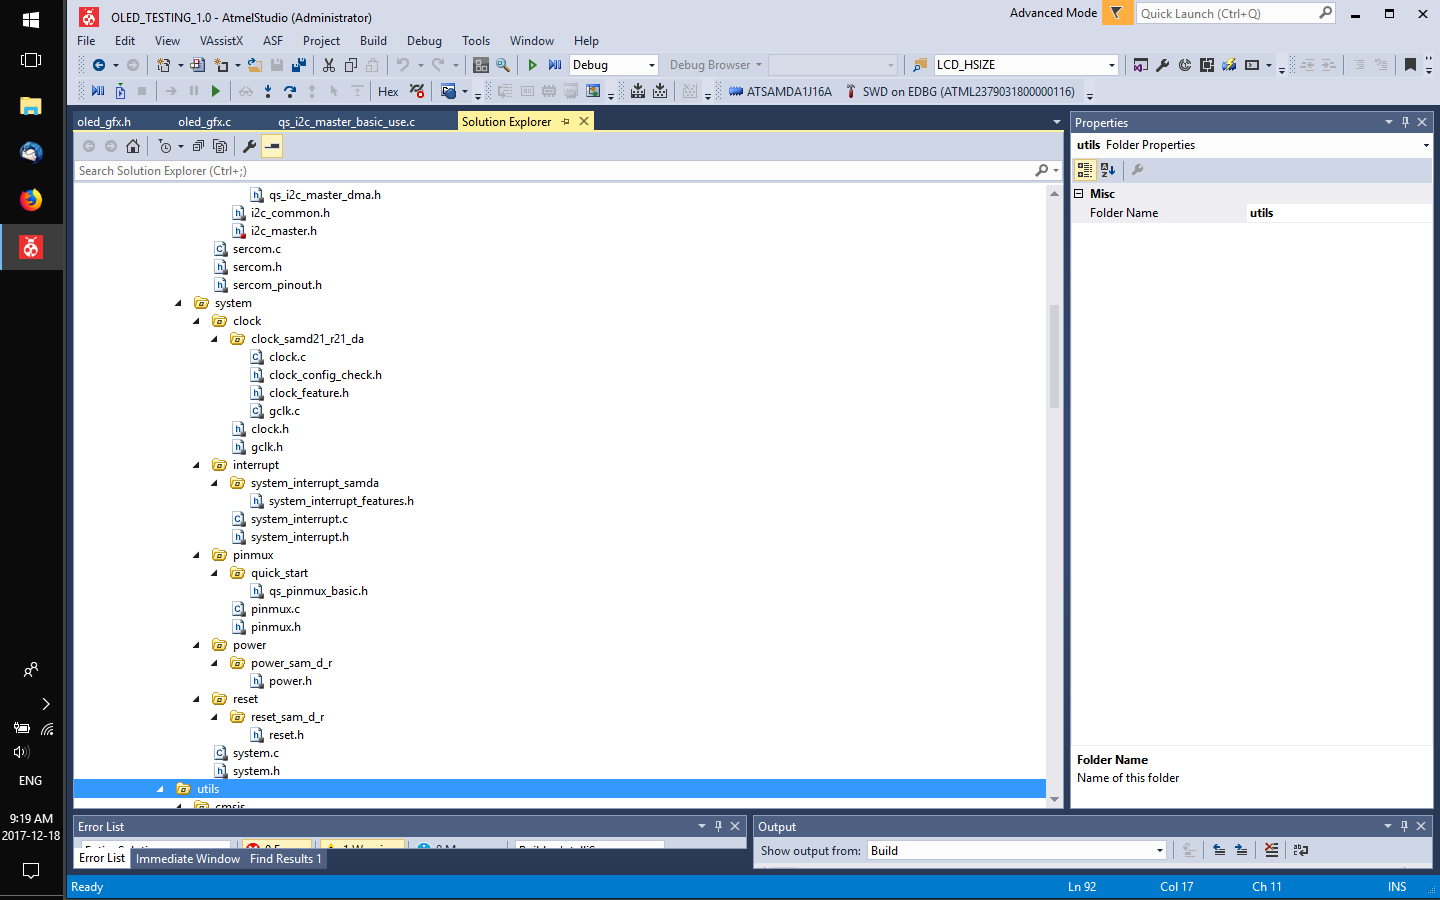 OLED_TESTING_1.0 - AtmelStudio (Administrator)
Advanced Mode
Quick Launch (Ctrl+Q)
File Edit View VAssistX ASF Project Build Debug Tools Window Help
Debug
Debug Browser
LCD_HSIZE
Hex
ATSAMDA1J16A
SWD on EDBG (ATML2379031800000116)
oled_gfx.h
oled_gfx.c
qs_i2c_master_basic_use.c
Solution Explorer
Search Solution Explorer (Ctrl+;)
qs_i2c_master_dma.h
i2c_common.h
i2c_master.h
sercom.c
sercom.h
sercom_pinout.h
system
clock
clock_samd21_r21_da
clock.c
clock_config_check.h
clock_feature.h
gclk.c
clock.h
gclk.h
interrupt
system_interrupt_samda
system_interrupt_features.h
system_interrupt.c
system_interrupt.h
pinmux
quick_start
qs_pinmux_basic.h
pinmux.c
pinmux.h
power
power_sam_d_r
power.h
reset
reset_sam_d_r
reset.h
system.c
system.h
utils
cmsis
Properties
utils Folder Properties
Misc
Folder Name utils
Folder Name
Name of this folder
Error List
Error List Immediate Window Find Results 1
Output
Show output from: Build
Ready
Ln 92
Col 17
Ch 11
INS
ENG
9:19 AM
2017-12-18